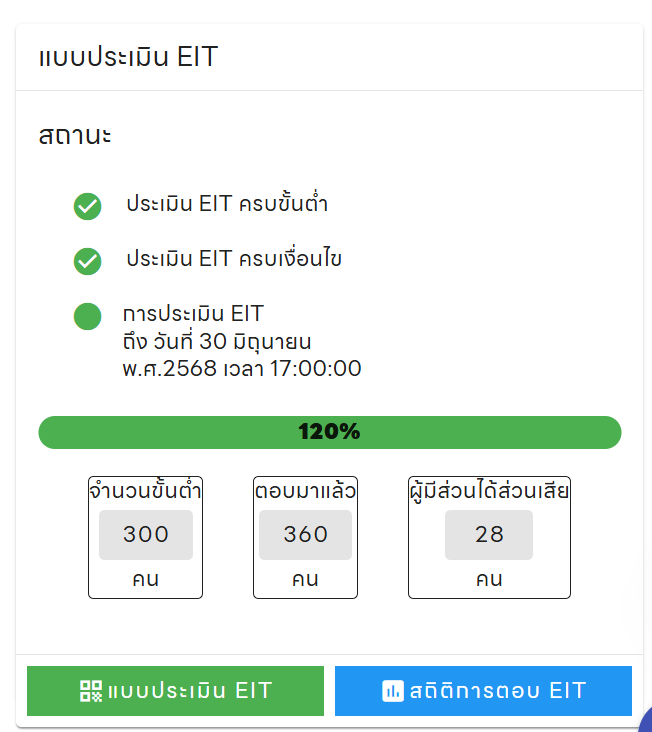 แบบประเมิน EIT
สถานะ
ประเมิน EIT ครบขั้นต่ำ
ประเมิน EIT ครบเงื่อนไข
การประเมิน EIT
ถึง วันที่ 30 มิถุนายน
พ.ศ.2568 เวลา 17:00:00
120%
จำนวนขั้นต่ำ
300
คน
ตอบมาแล้ว
360
คน
ผู้มีส่วนได้ส่วนเสีย
28
คน
แบบประเมิน EIT
สถิติการตอบ EIT